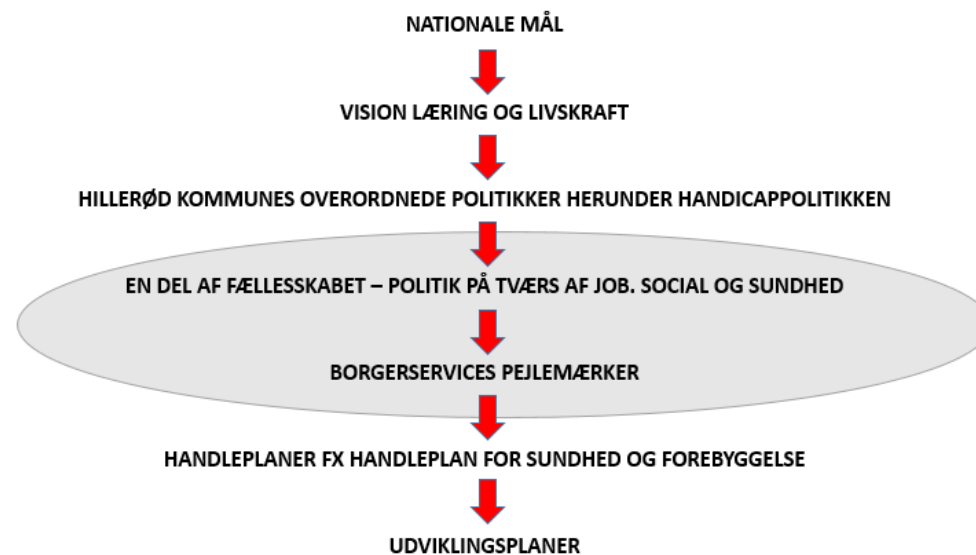 NATIONALE MÅL
VISION LÆRING OG LIVSKRAFT
HILLERØD KOMMUNES OVERORDNEDE POLITIKKER HERUNDER HANDICAPPOLITIKKEN
EN DEL AF FÆLLESSKABET – POLITIK PÅ TVÆRS AF JOB. SOCIAL OG SUNDHED
BORGERSERVICES PEJLEMÆRKER
HANDLEPLANER FX HANDLEPLAN FOR SUNDHED OG FOREBYGGELSE
UDVIKLINGSPLANER